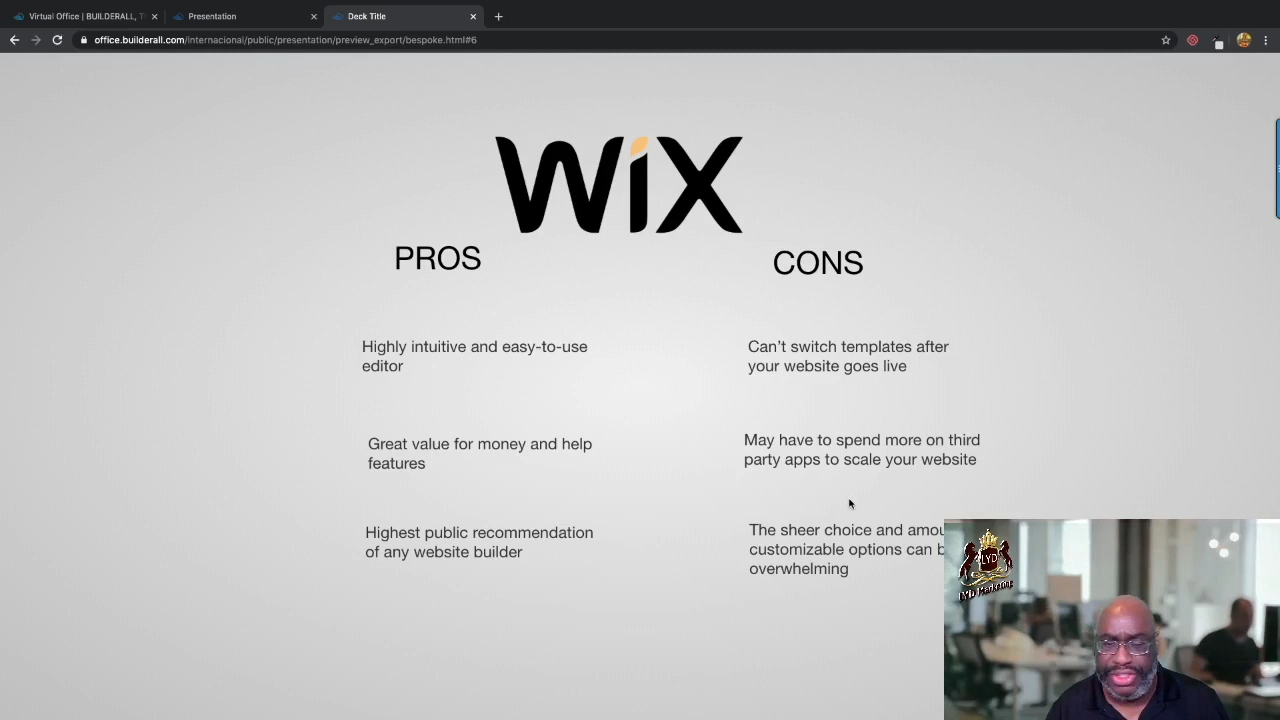 Virtual Office | BUILDERALL, T
Presentation
Deck Title
office.builderall.com/internacional/public/presentation/preview_export/bespoke.html#6
WiX
PROS
CONS
Highly intuitive and easy-to-use
editor
Can't switch templates after
your website goes live
Great value for money and help
features
May have to spend more on third
party apps to scale your website
Highest public recommendation
of any website builder
The sheer choice and
customizable options can
overwhelming
LYD
LYD Marketing